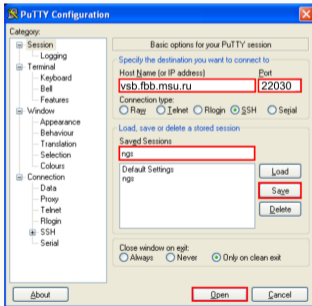 PuTTY Configuration
Category:
Session
Logging
Terminal
Keyboard
Bell
Features
Window
Appearance
Behaviour
Translation
Selection
Colours
Connection
Data
Proxy
Telnet
Rlogin
SSH
Serial
Basic options for your PuTTY session
Specify the destination you want to connect to
Host Name (or IP address) Port
vsb.fbb.msu.ru 22030
Connection type:
Raw Telnet Rlogin SSH Serial
Load, save or delete a stored session
Saved Sessions
ngs
Default Settings
ngs
Load
Save
Delete
Close window on exit:
Always Never Only on clean exit
About Open Cancel